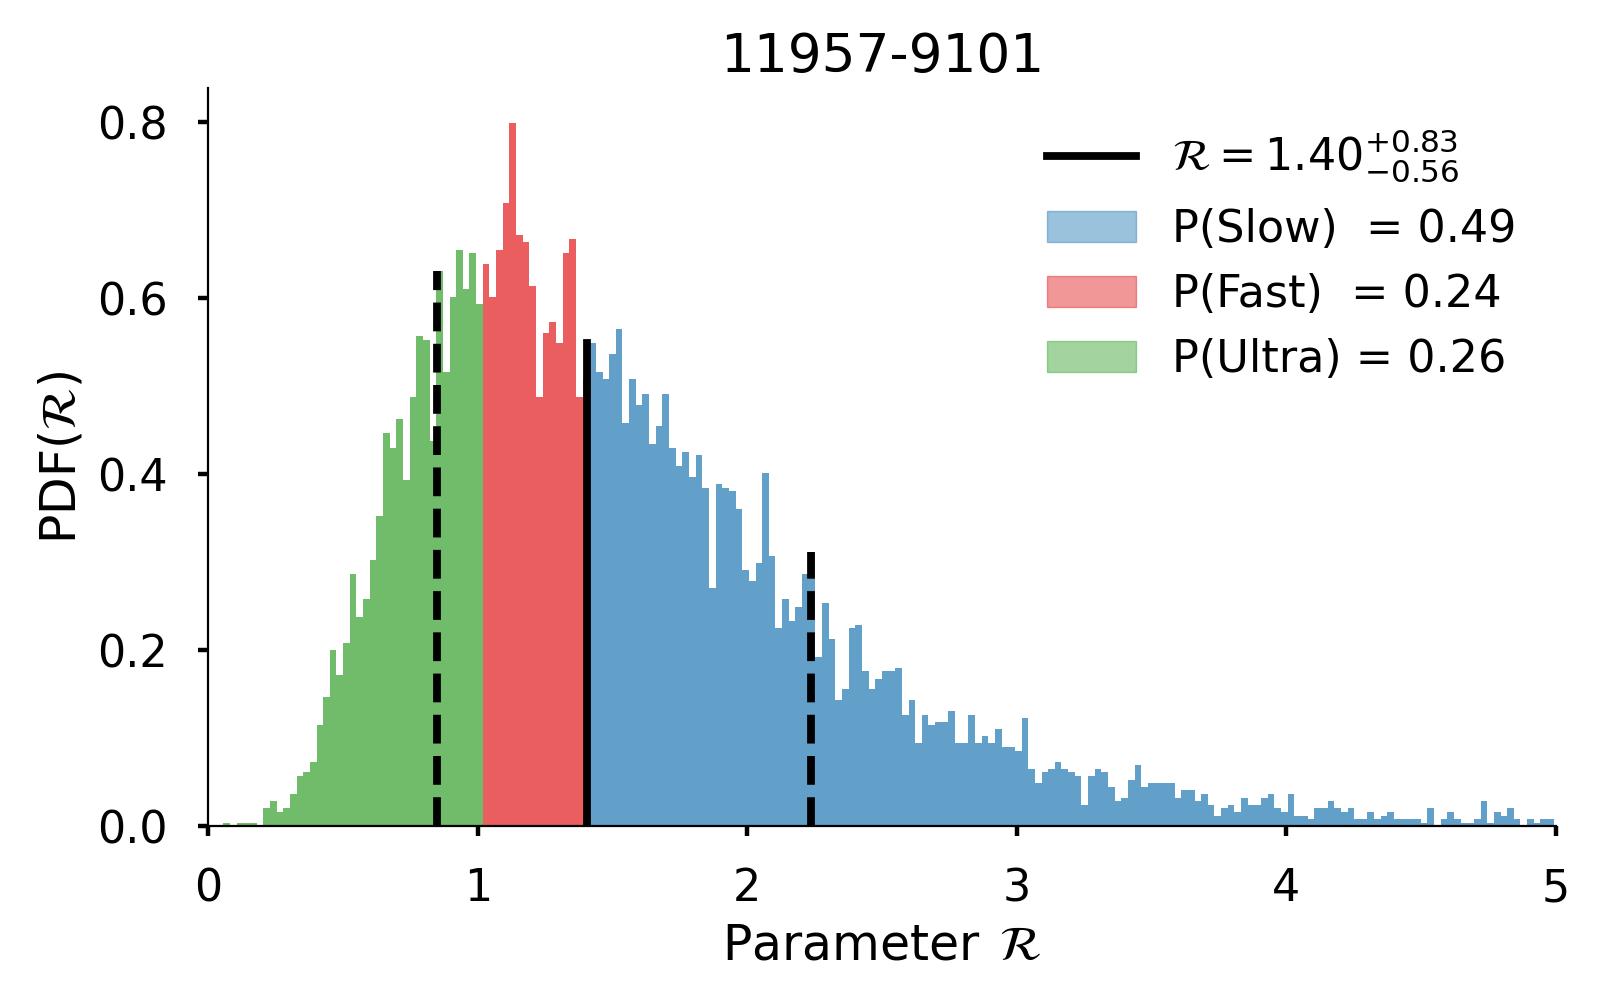 11957-9101
PDF(ℛ)
0.8
0.6
0.4
0.2
0.0
ℛ = 1.40+0.83−0.56
P(Slow) = 0.49
P(Fast) = 0.24
P(Ultra) = 0.26
0 1 2 3 4 5
Parameter ℛ